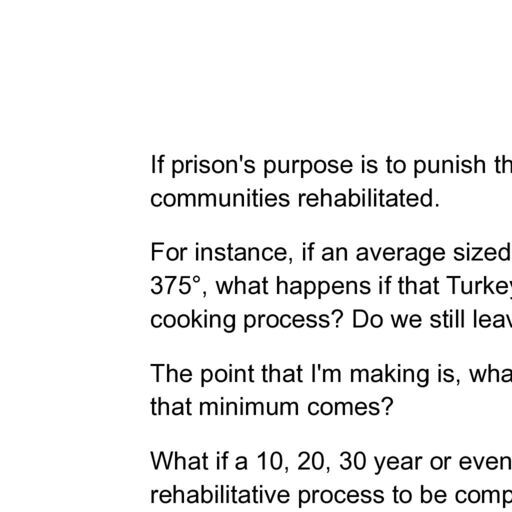 If prison's purpose is to punish th
communities rehabilitated.
For instance, if an average sized
375°, what happens if that Turkey
cooking process? Do we still leav
The point that I'm making is, wha
that minimum comes?
What if a 10, 20, 30 year or even
rehabilitative process to be comp